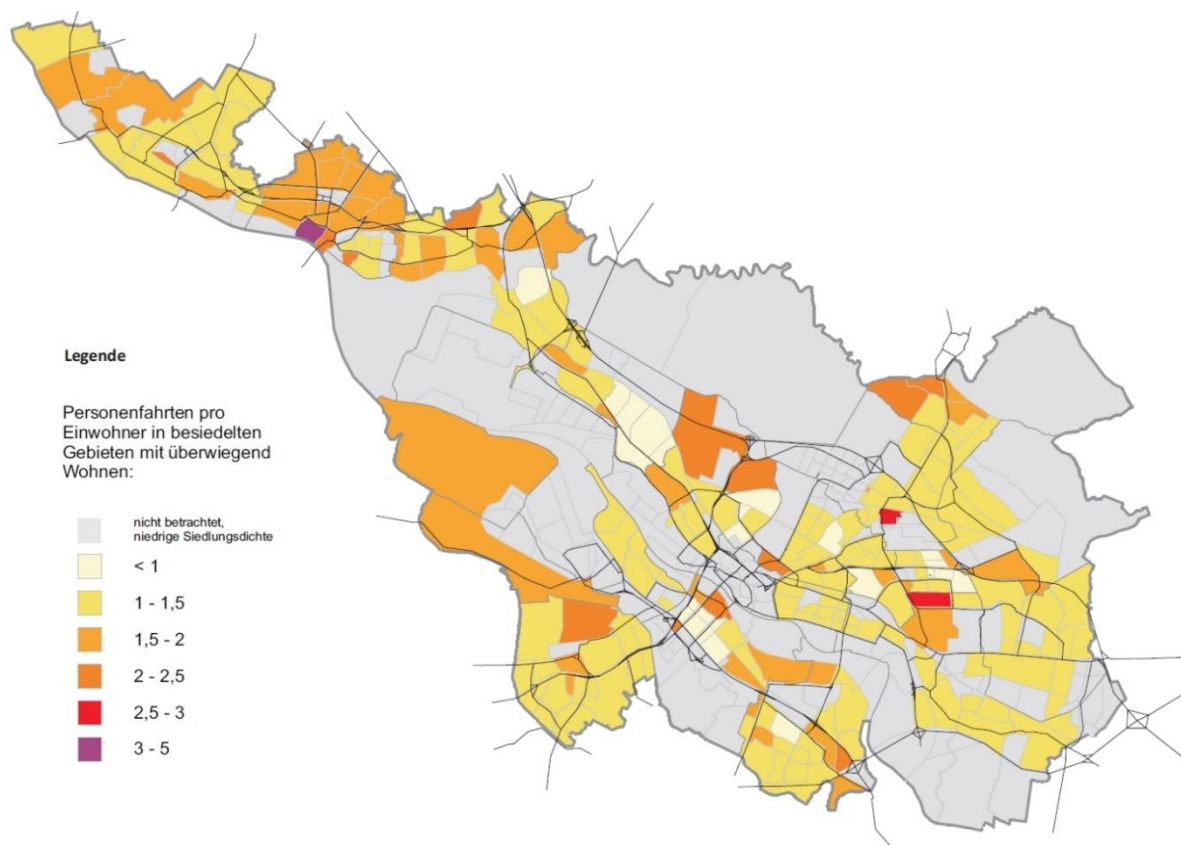 Legende
Personenfahrten pro
Einwohner in besiedelten
Gebieten mit überwiegend
Wohnen:
nicht betrachtet,
niedrige Siedlungsdichte
< 1
1 - 1,5
1,5 - 2
2 - 2,5
2,5 - 3
3 - 5